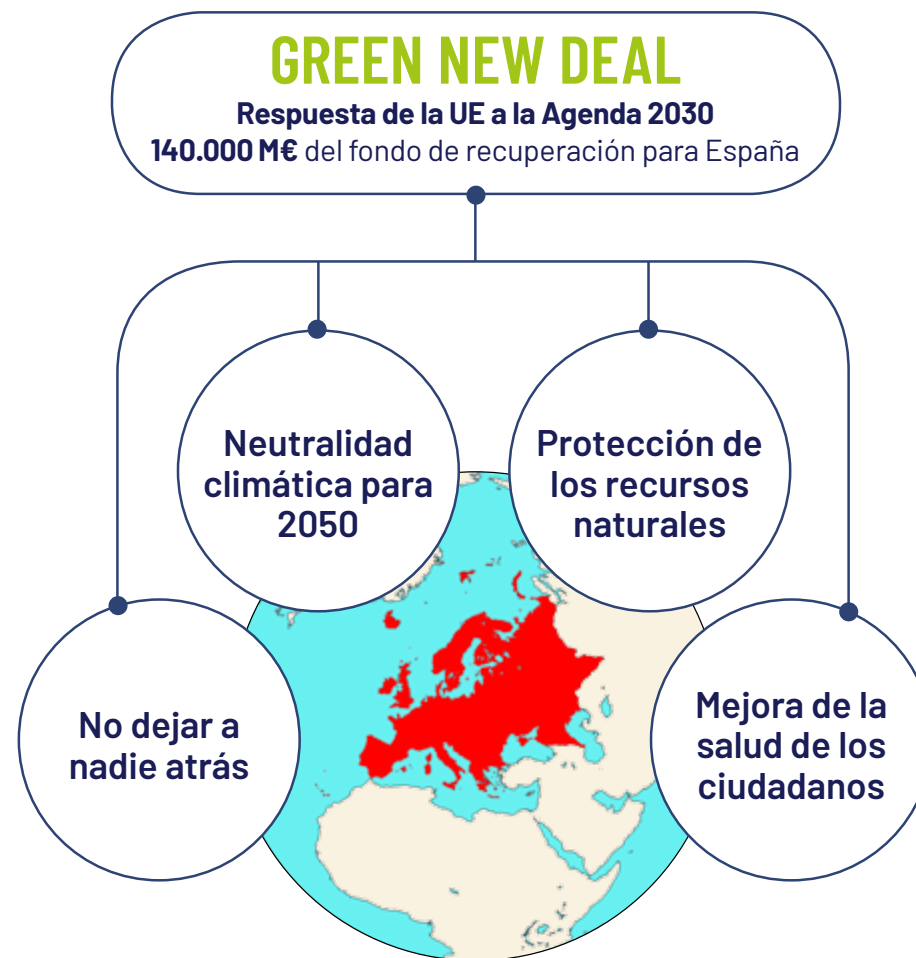 GREEN NEW DEAL
Respuesta de la UE a la Agenda 2030
140.000 M€ del fondo de recuperación para España
Neutralidad
climática para
2050
Protección de
los recursos
naturales
No dejar a
nadie atrás
Mejora de la
salud de los
ciudadanos